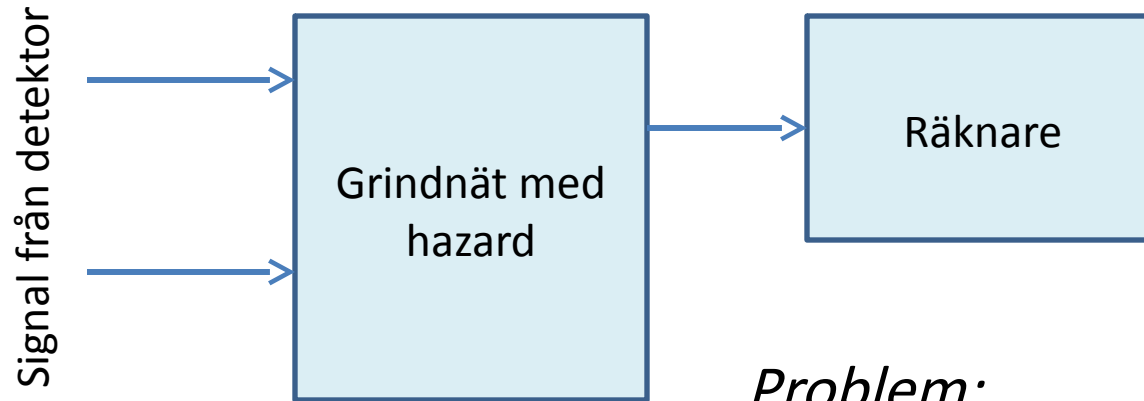 Signal från detektor
Grindnät med
hazard
Räknare
Problem: